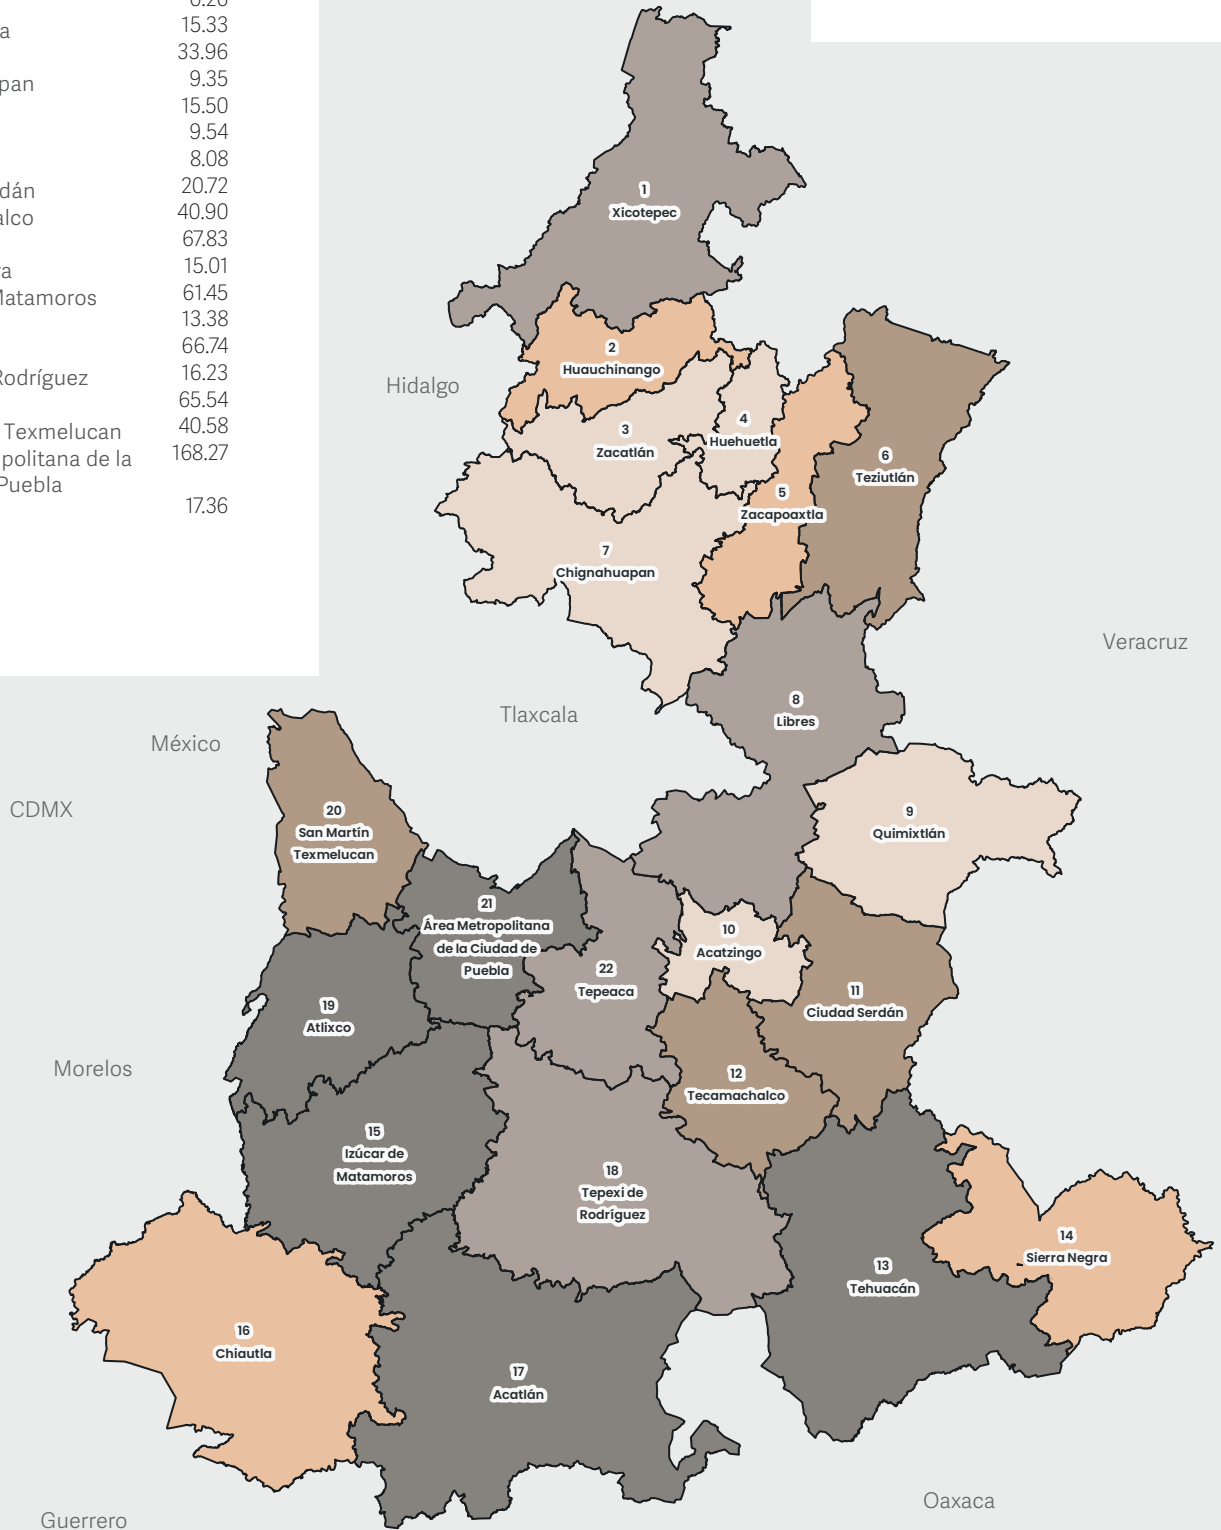 15.33
33.96
9.35
15.50
9.54
8.08
20.72
40.90
67.83
15.01
Matamoros 61.45
13.38
66.74
Rodríguez 16.23
65.54
Texmelucan 40.58
168.27
Puebla
17.36
1
Xicotepec
2
Huauchinango
Hidalgo
3
Zacatlán
4
Huehuetla
5
Zacapoaxtla
6
Teziutlán
7
Chignahuapan
Veracruz
8
Libres
Tlaxcala
México
CDMX
20
San Martín
Texmelucan
9
Quimixtlán
21
Área Metropolitana
de la Ciudad de
Puebla
10
Acatzingo
22
Tepeaca
11
Ciudad Serdán
19
Atlixco
Morelos
12
Tecamachalco
15
Izúcar de
Matamoros
18
Tepexi de
Rodríguez
14
Sierra Negra
13
Tehuacán
16
Chiautla
17
Acatlán
Oaxaca
Guerrero